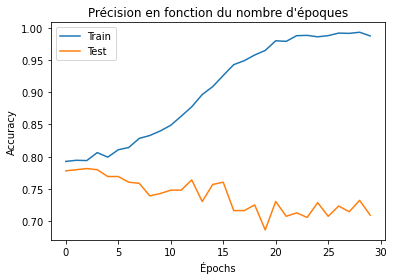 Précision en fonction du nombre d'époques
Train
Test
1.00
0.95
0.90
0.85
0.80
0.75
0.70
Accuracy
0 5 10 15 20 25 30
Épochs